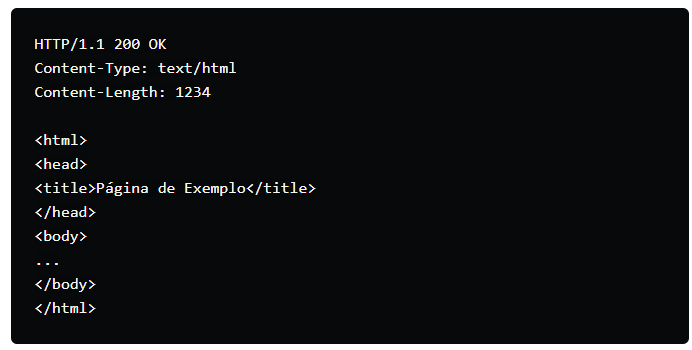 HTTP/1.1 200 OK
Content-Type: text/html
Content-Length: 1234

<html>
<head>
<title>Página de Exemplo</title>
</head>
<body>
...
</body>
</html>